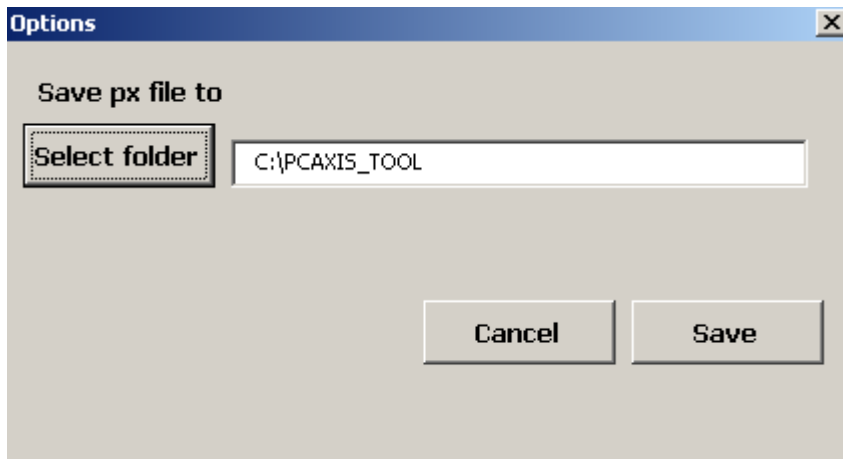 Options
Save px file to
Select folder
C:\PCAXIS_TOOL
Cancel
Save